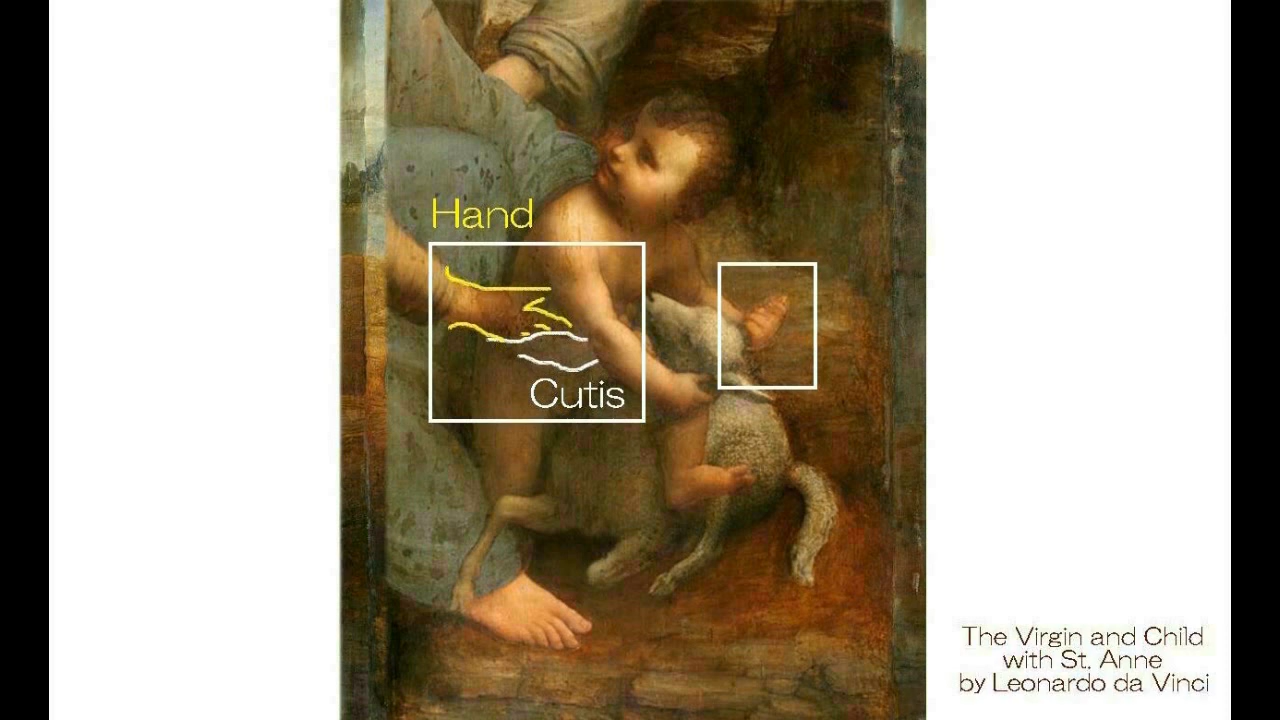 Hand
Cutis
The Virgin and Child
with St. Anne
by Leonardo da Vinci